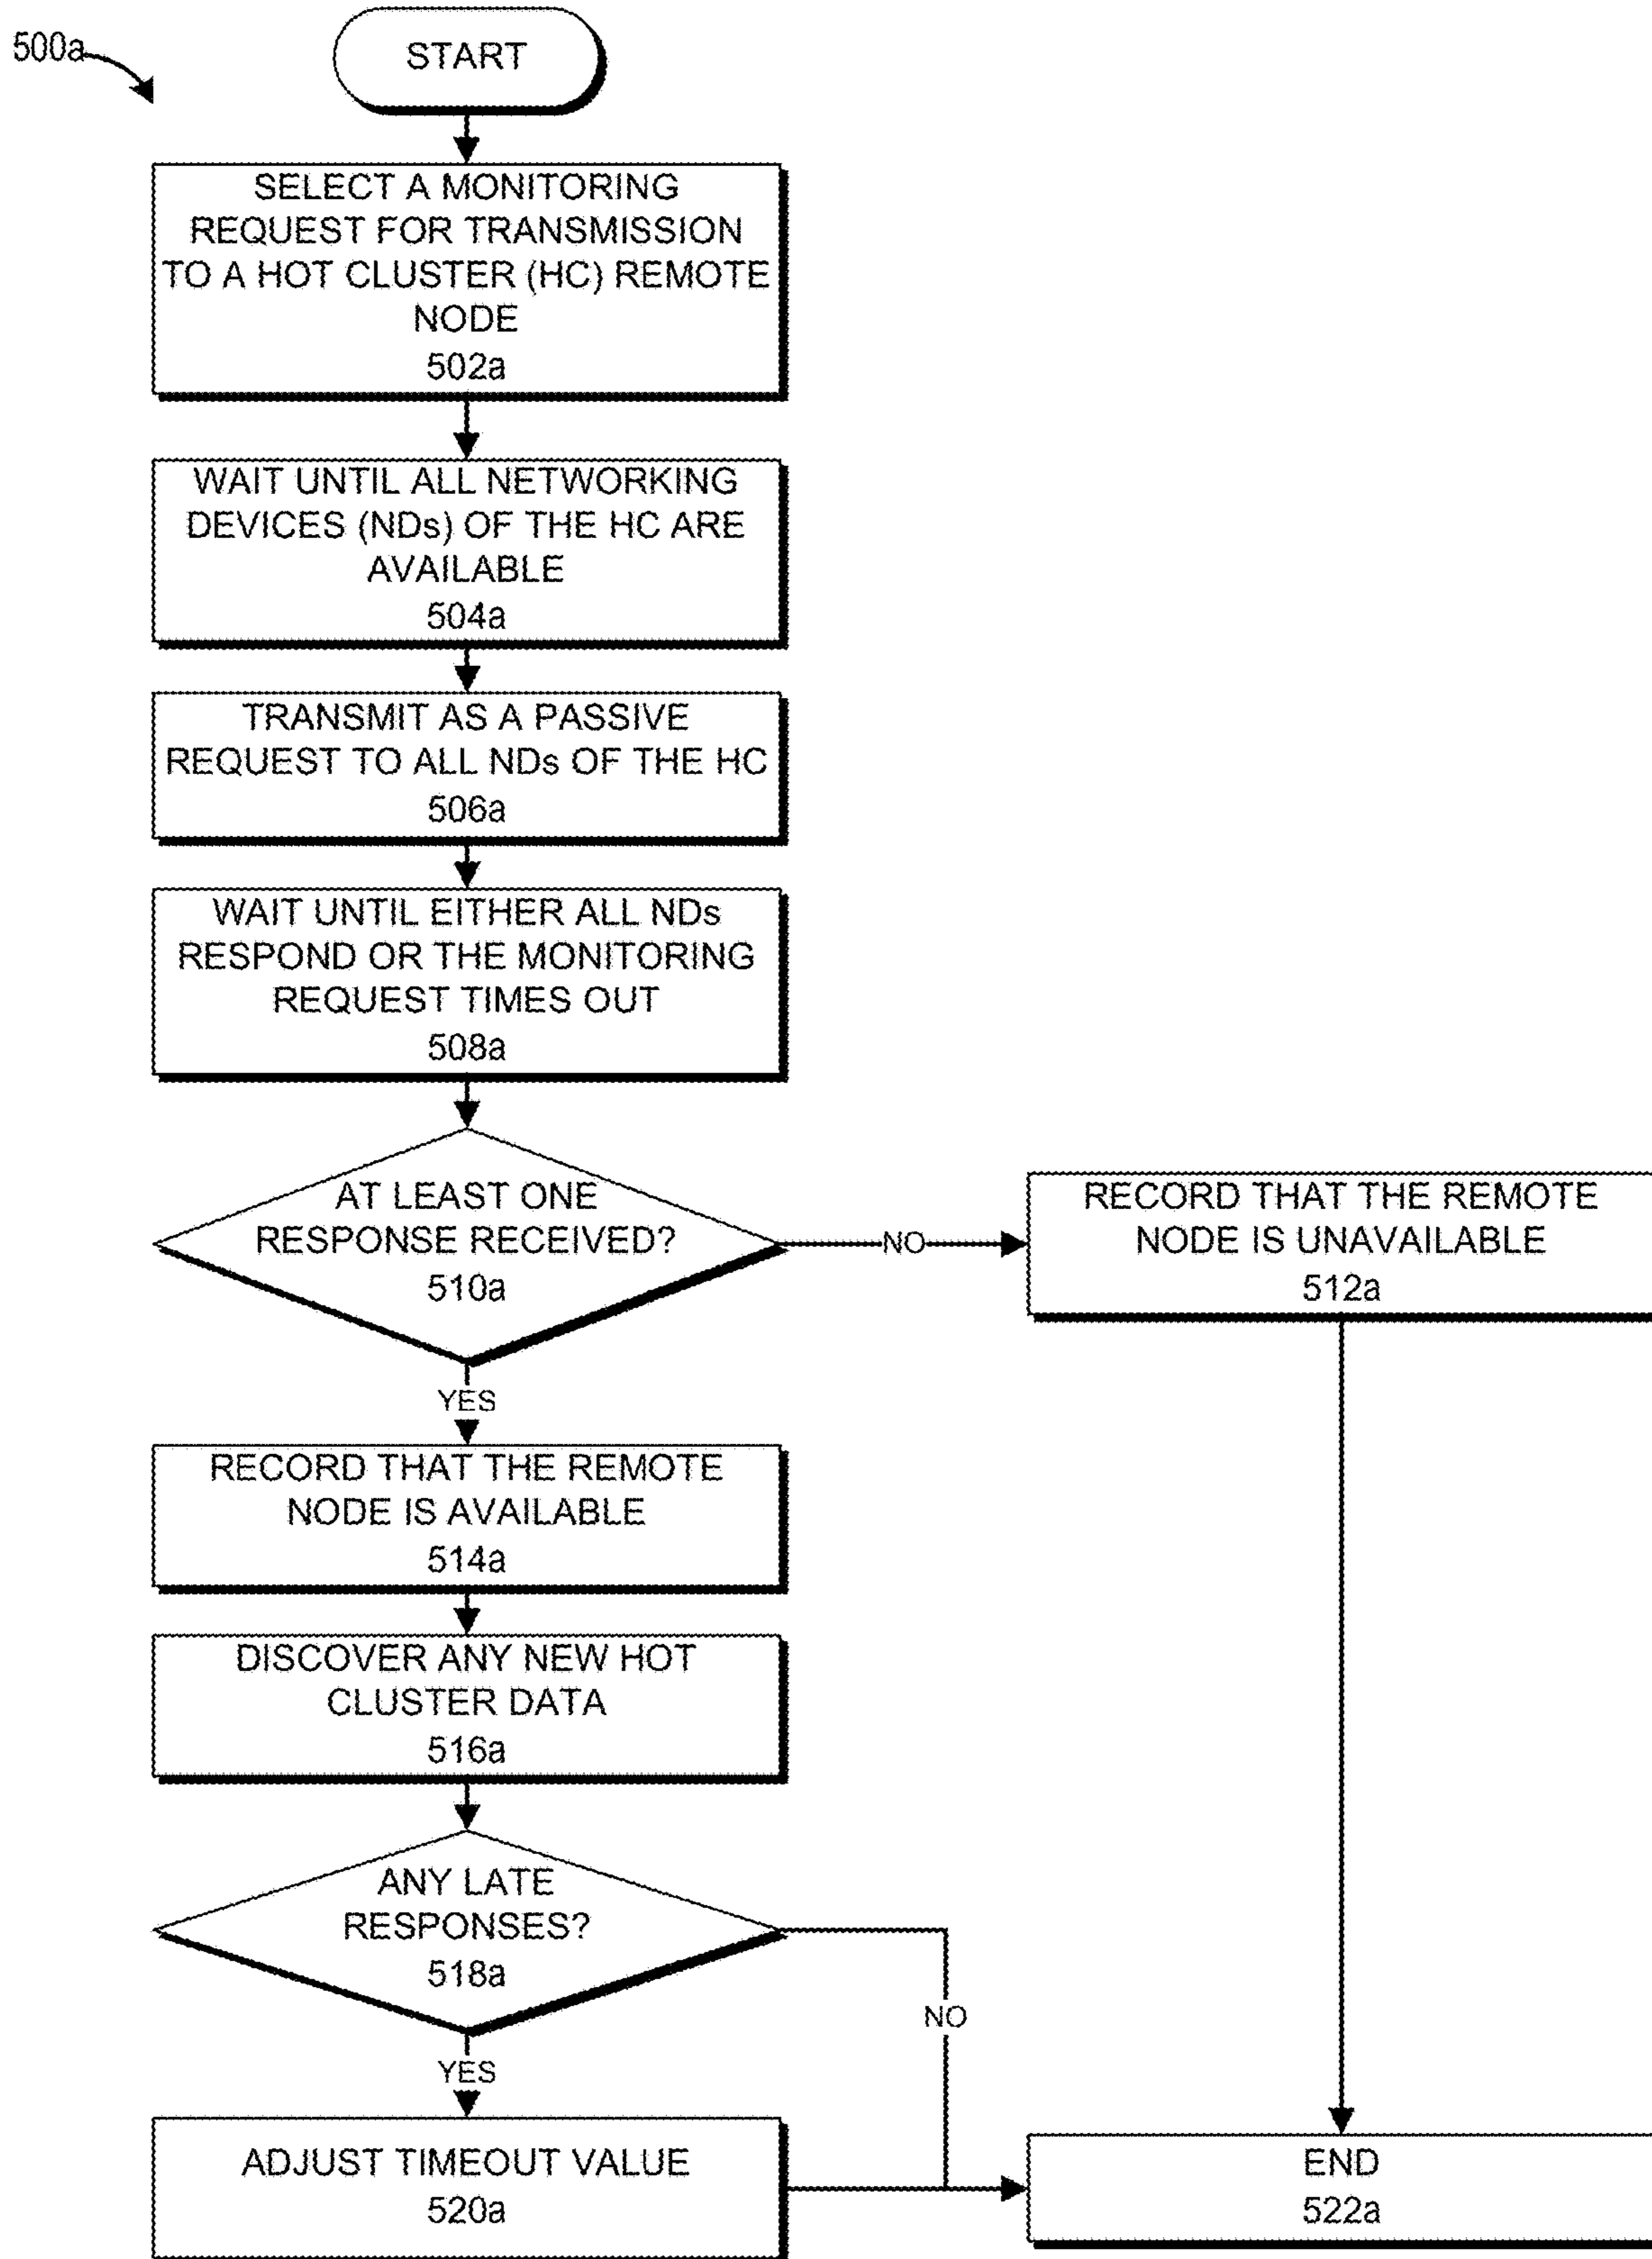 500a
START
SELECT A MONITORING
REQUEST FOR TRANSMISSION
TO A HOT CLUSTER (HC) REMOTE
NODE
502a
WAIT UNTIL ALL NETWORKING
DEVICES (NDs) OF THE HC ARE
AVAILABLE
504a
TRANSMIT AS A PASSIVE
REQUEST TO ALL NDs OF THE HC
506a
WAIT UNTIL EITHER ALL NDs
RESPOND OR THE MONITORING
REQUEST TIMES OUT
508a
AT LEAST ONE
RESPONSE RECEIVED?
510a
NO
RECORD THAT THE REMOTE
NODE IS UNAVAILABLE
512a
YES
RECORD THAT THE REMOTE
NODE IS AVAILABLE
514a
DISCOVER ANY NEW HOT
CLUSTER DATA
516a
ANY LATE
RESPONSES?
518a
NO
YES
ADJUST TIMEOUT VALUE
520a
END
522a